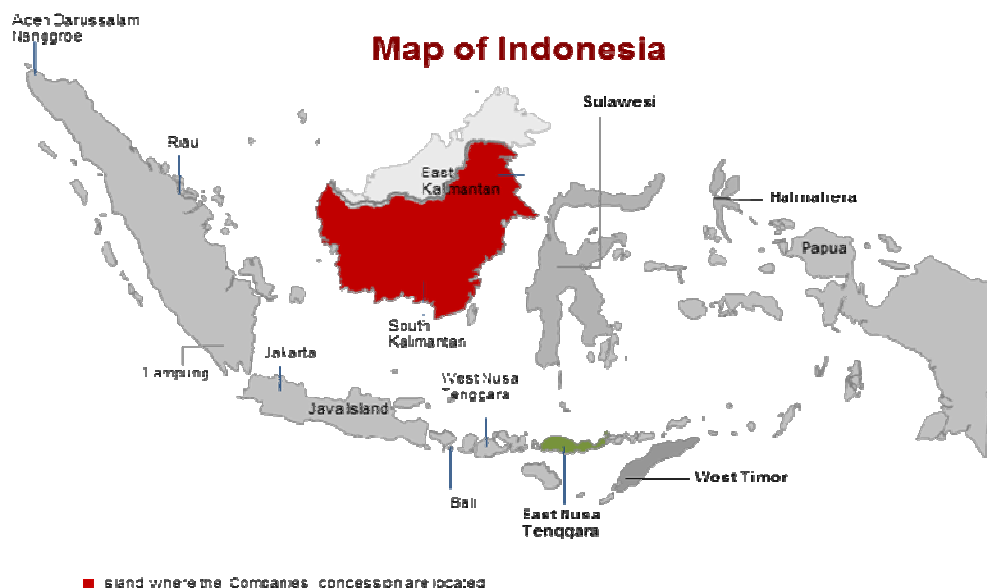 Aceh Darussalam
Nanggroe
Map of Indonesia
Sulawesi
Riau
East
Kalimantan
Halmahera
Papua
South
Kalimantan
Lampung
Jakarta
West Nusa
Tenggara
Java Island
West Timor
Bali
East Nusa
Tenggara
sland where the Companies' concession are located